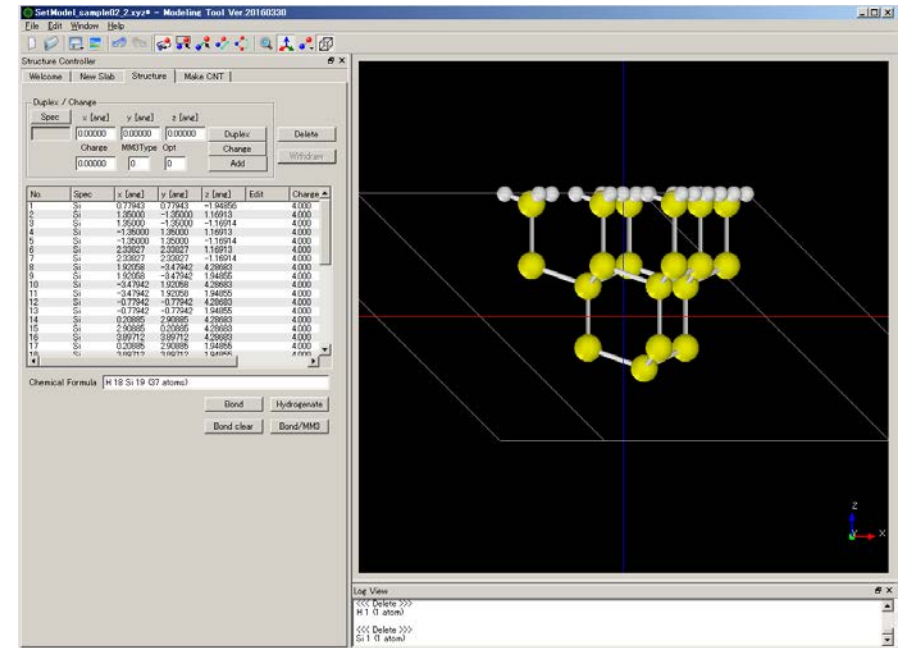 SetModel_sample02_2.xyz* - Modeling Tool Ver.20160330
File Edit Window Help
Structure Controller
Welcome New Slab Structure Make CNT
Duplex / Change
Spec x [ang] y [ang] z [ang]
0.00000 0.00000 0.00000 Duplex Delete
Charge MM3Type Opt Change Withdraw
0.00000 0 0 Add
No. Spec x [ang] y [ang] z [ang] Edit Charge
1 Si 0.77943 0.77943 -1.94856 4.000
2 Si 1.35000 -1.35000 1.16913 4.000
3 Si 1.35000 -1.35000 -1.16914 4.000
4 Si -1.35000 1.35000 1.16914 4.000
5 Si -1.35000 1.35000 -1.16914 4.000
6 Si 2.33827 2.33827 1.16913 4.000
7 Si 2.33827 2.33827 -1.16914 4.000
8 Si 1.92058 -3.47942 4.28683 4.000
9 Si 1.92058 -3.47942 1.94855 4.000
10 Si -3.47942 1.92058 4.28683 4.000
11 Si -3.47942 1.92058 1.94855 4.000
12 Si -0.77942 -0.77942 4.28683 4.000
13 Si -0.77942 -0.77942 1.94855 4.000
14 Si 0.20885 2.90885 4.28683 4.000
15 Si 2.90885 0.20885 4.28683 4.000
16 Si 3.89712 3.89712 4.28683 4.000
17 Si 0.20885 2.90885 1.94855 4.000
18 Si 3.89712 3.89712 1.94855 4.000
Chemical Formula H 18 Si 19 (37 atoms)
Bond Hydrogenate
Bond clear Bond/MM3
z
Y X
Log View
<<< Delete >>>
H 1 (1 atom)
<<< Delete >>>
Si 1 (1 atom)